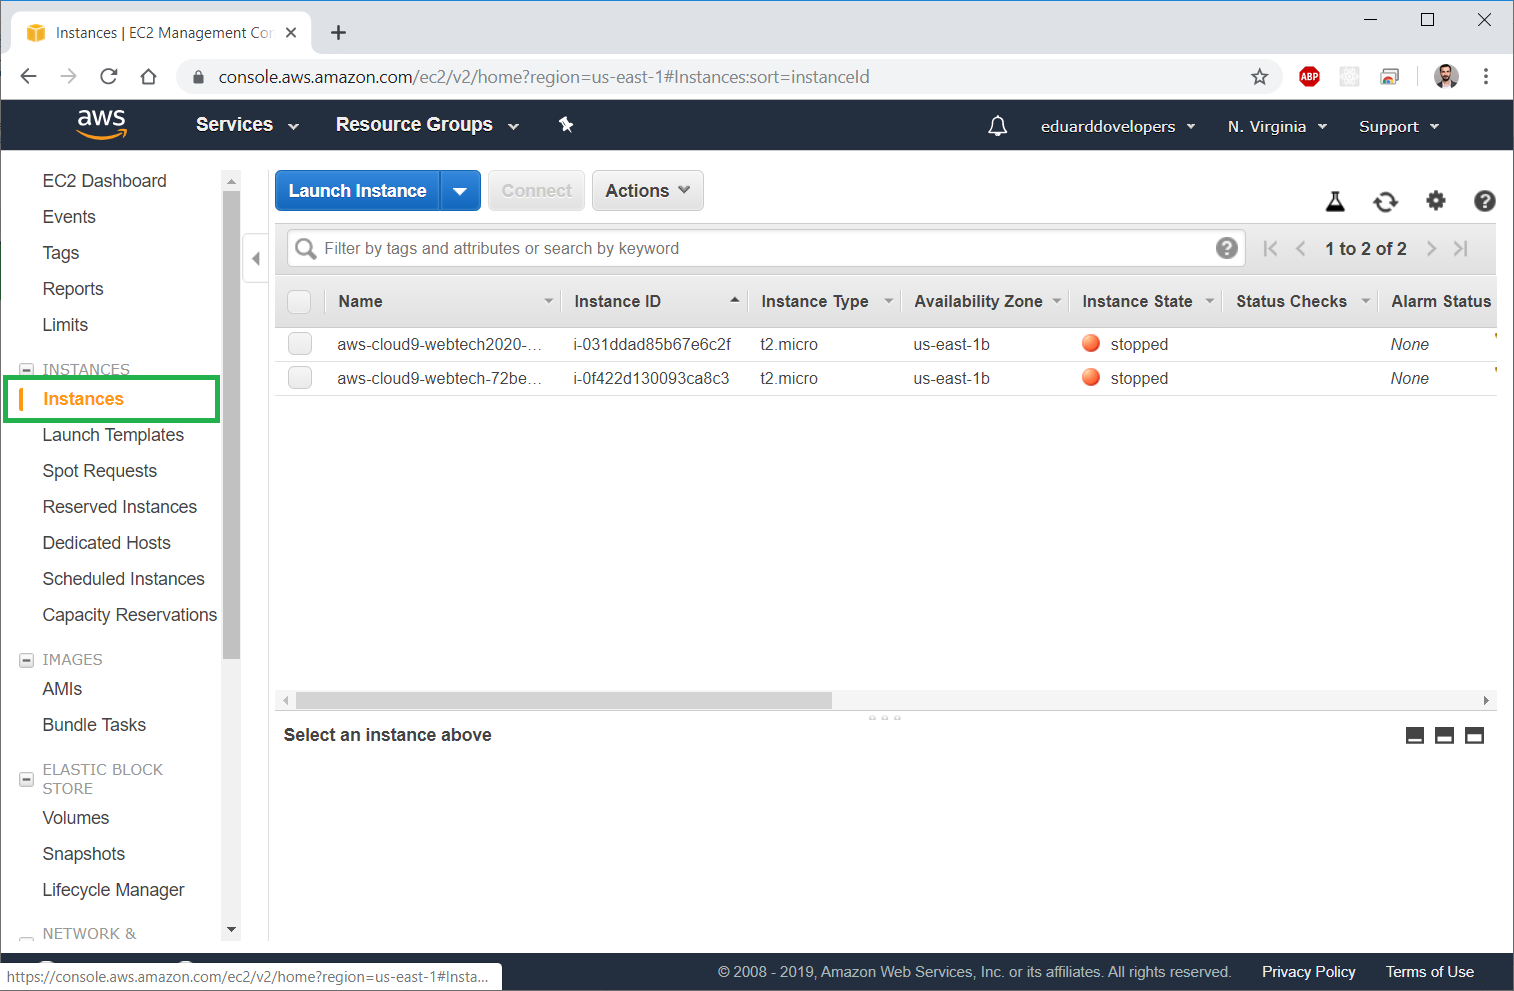 Instances | EC2 Management Con
console.aws.amazon.com/ec2/v2/home?region=us-east-1#Instances:sort=instanceId
ABP
aws Services Resource Groups eduarddovelopers N. Virginia Support
EC2 Dashboard
Events
Tags
Reports
Limits
INSTANCES
Instances
Launch Templates
Spot Requests
Reserved Instances
Dedicated Hosts
Scheduled Instances
Capacity Reservations
IMAGES
AMIs
Bundle Tasks
ELASTIC BLOCK
STORE
Volumes
Snapshots
Lifecycle Manager
NETWORK &
Launch Instance Connect Actions
Filter by tags and attributes or search by keyword 1 to 2 of 2
Name Instance ID Instance Type Availability Zone Instance State Status Checks Alarm Status
aws-cloud9-webtech2020-... i-031ddad85b67e6c2f t2.micro us-east-1b stopped None
aws-cloud9-webtech-72be... i-0f422d130093ca8c3 t2.micro us-east-1b stopped None
Select an instance above
https://console.aws.amazon.com/ec2/v2/home?region=us-east-1#Insta...
© 2008 - 2019, Amazon Web Services, Inc. or its affiliates. All rights reserved. Privacy Policy Terms of Use